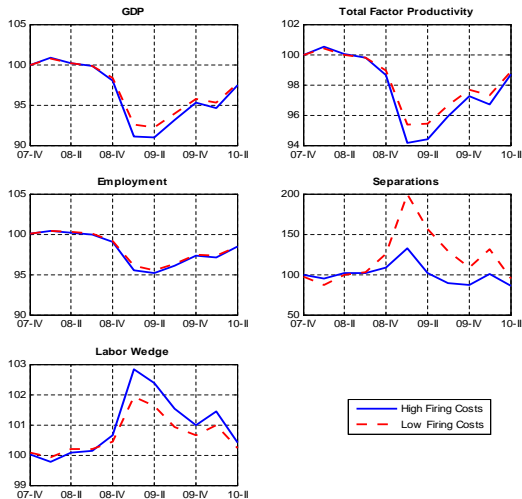 GDP
105
100
95
90
07-IV 08-II 08-IV 09-II 09-IV 10-II
Total Factor Productivity
102
100
98
96
94
07-IV 08-II 08-IV 09-II 09-IV 10-II
Employment
105
100
95
90
07-IV 08-II 08-IV 09-II 09-IV 10-II
Separations
200
150
100
50
07-IV 08-II 08-IV 09-II 09-IV 10-II
Labor Wedge
103
102
101
100
99
07-IV 08-II 08-IV 09-II 09-IV 10-II
High Firing Costs
Low Firing Costs